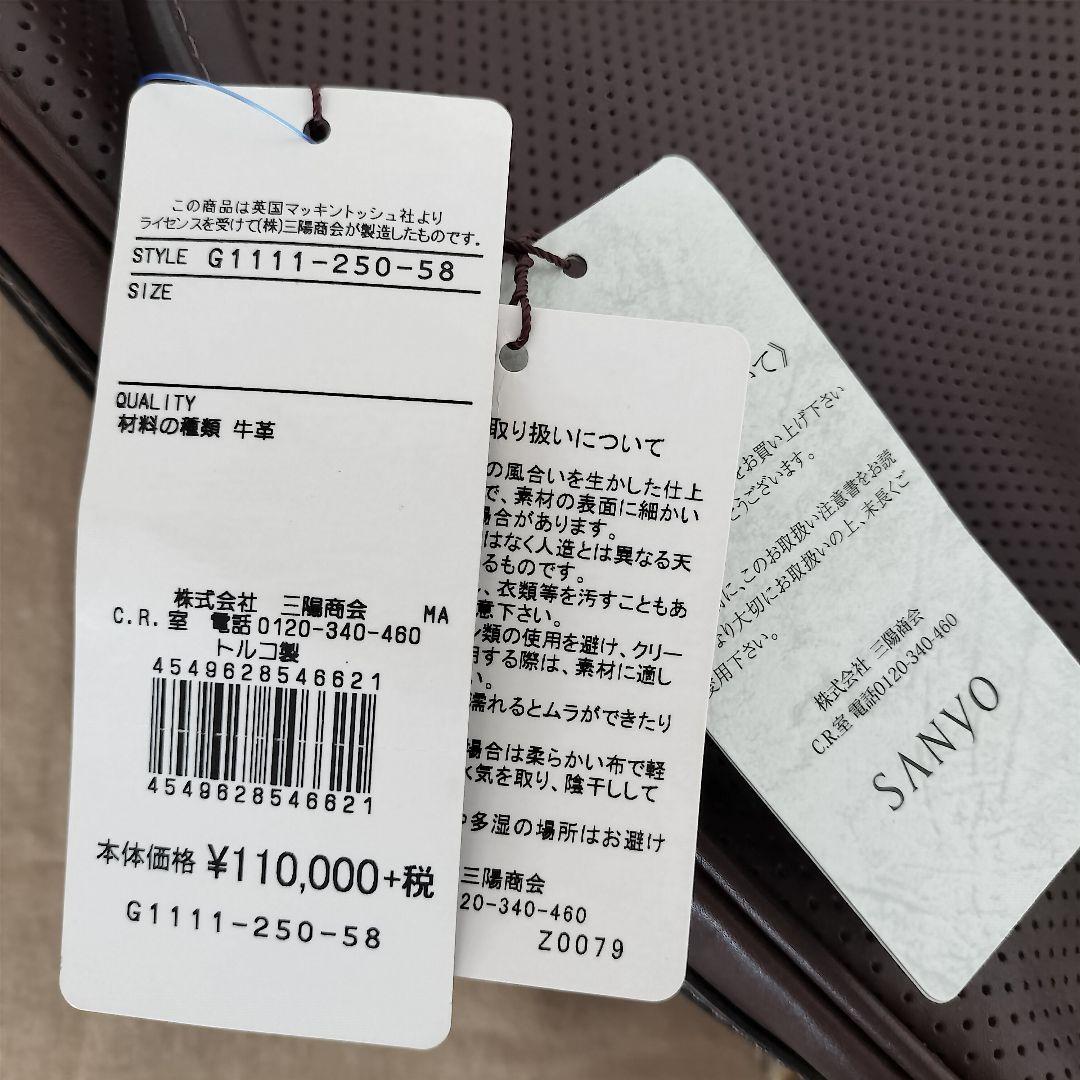 この商品は英国マッキントッシュ社より
ライセンスを受けて(株)三陽商会が製造したものです。
STYLE G1111-250-58
SIZE
QUALITY
材料の種類 牛革
株式会社 三陽商会 MA
C.R.室 電話0120-340-460
トルコ製
4549628546621
4549628546621
本体価格 ¥110,000+税
G1111-250-58
取り扱いについて
の風合いを生かした仕上
で、素材の表面に細かい
場合があります。
はなく人造とは異なる天
るものです。
、衣類等を汚すこともあ
意下さい。
ン類の使用を避け、クリー
用する際は、素材に適し
い。
濡れるとムラができたり
場合は柔らかい布で軽
水気を取り、陰干しして
や多湿の場所はお避け
三陽商会
20-340-460
Z0079
て》
をお買い上げ下さい
うございます。
に、このお取扱い注意書をお読
なり大切にお取扱いの上、末長くご
使用下さい。
株式会社 三陽商会
C.R.室 電話0120-340-460
SANYO